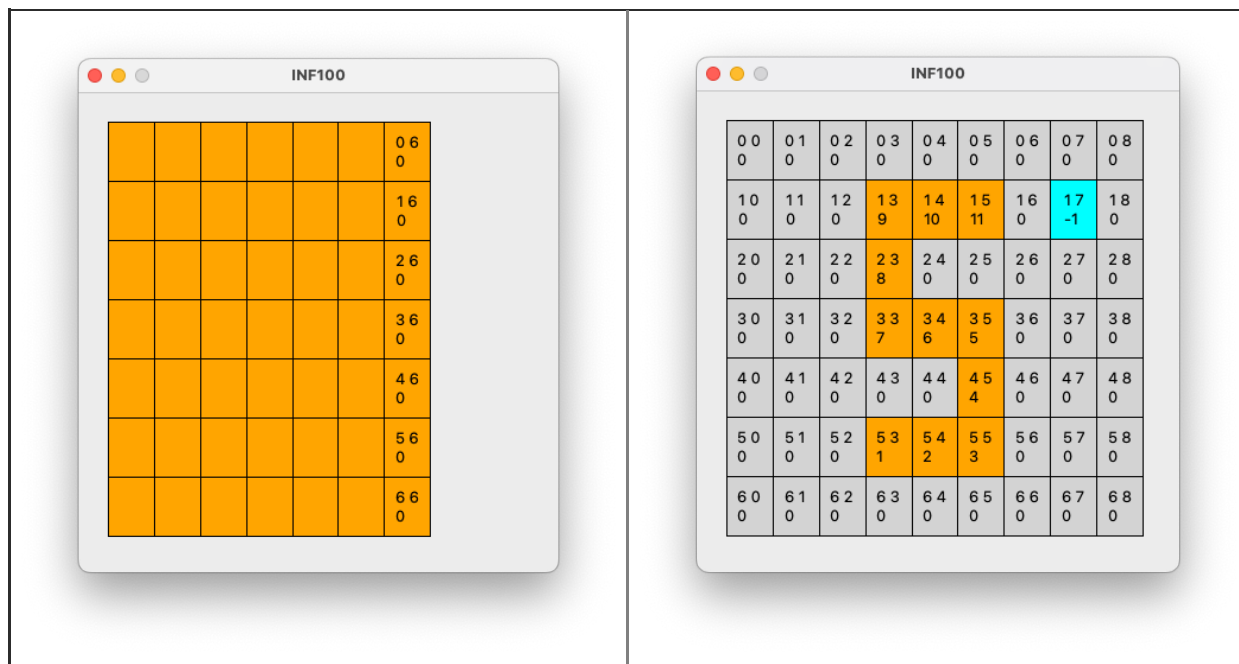 INF100
0 6
0
1 6
0
2 6
0
3 6
0
4 6
0
5 6
0
6 6
0
INF100
0 0 0 1 0 2 0 3 0 4 0 5 0 6 0 7 0 8
0 0 0 0 0 0 0 0 0
1 0 1 1 1 2 1 3 1 4 1 5 1 6 1 7 1 8
0 0 0 9 10 11 0 -1 0
2 0 2 1 2 2 2 3 2 4 2 5 2 6 2 7 2 8
0 0 0 8 0 0 0 0 0
3 0 3 1 3 2 3 3 3 4 3 5 3 6 3 7 3 8
0 0 0 7 6 5 0 0 0
4 0 4 1 4 2 4 3 4 4 4 5 4 6 4 7 4 8
0 0 0 0 0 4 0 0 0
5 0 5 1 5 2 5 3 5 4 5 5 5 6 5 7 5 8
0 0 0 1 2 3 0 0 0
6 0 6 1 6 2 6 3 6 4 6 5 6 6 6 7 6 8
0 0 0 0 0 0 0 0 0